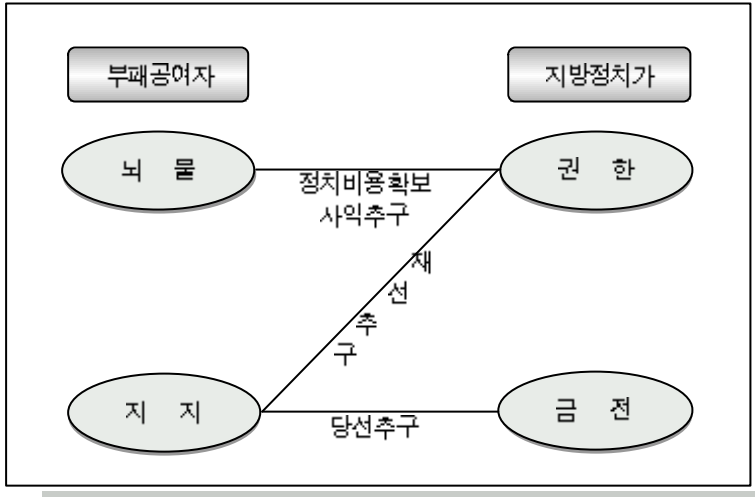 부패공여자
지방정치가
뇌 물
권 한
정치비용확보
사익추구
재선추구
지 지
금 전
당선추구